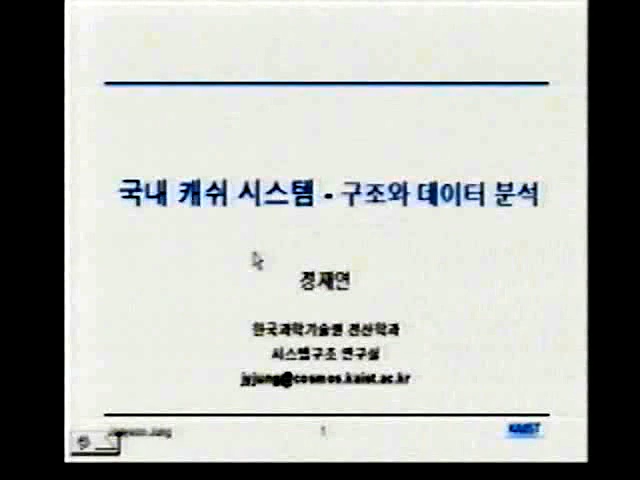 국내 캐쉬 시스템 - 구조와 데이터 분석
정재연
한국과학기술원 전산학과
시스템구조 연구실
jyjung@cosmos.kaist.ac.kr
Jung
1
KAIST